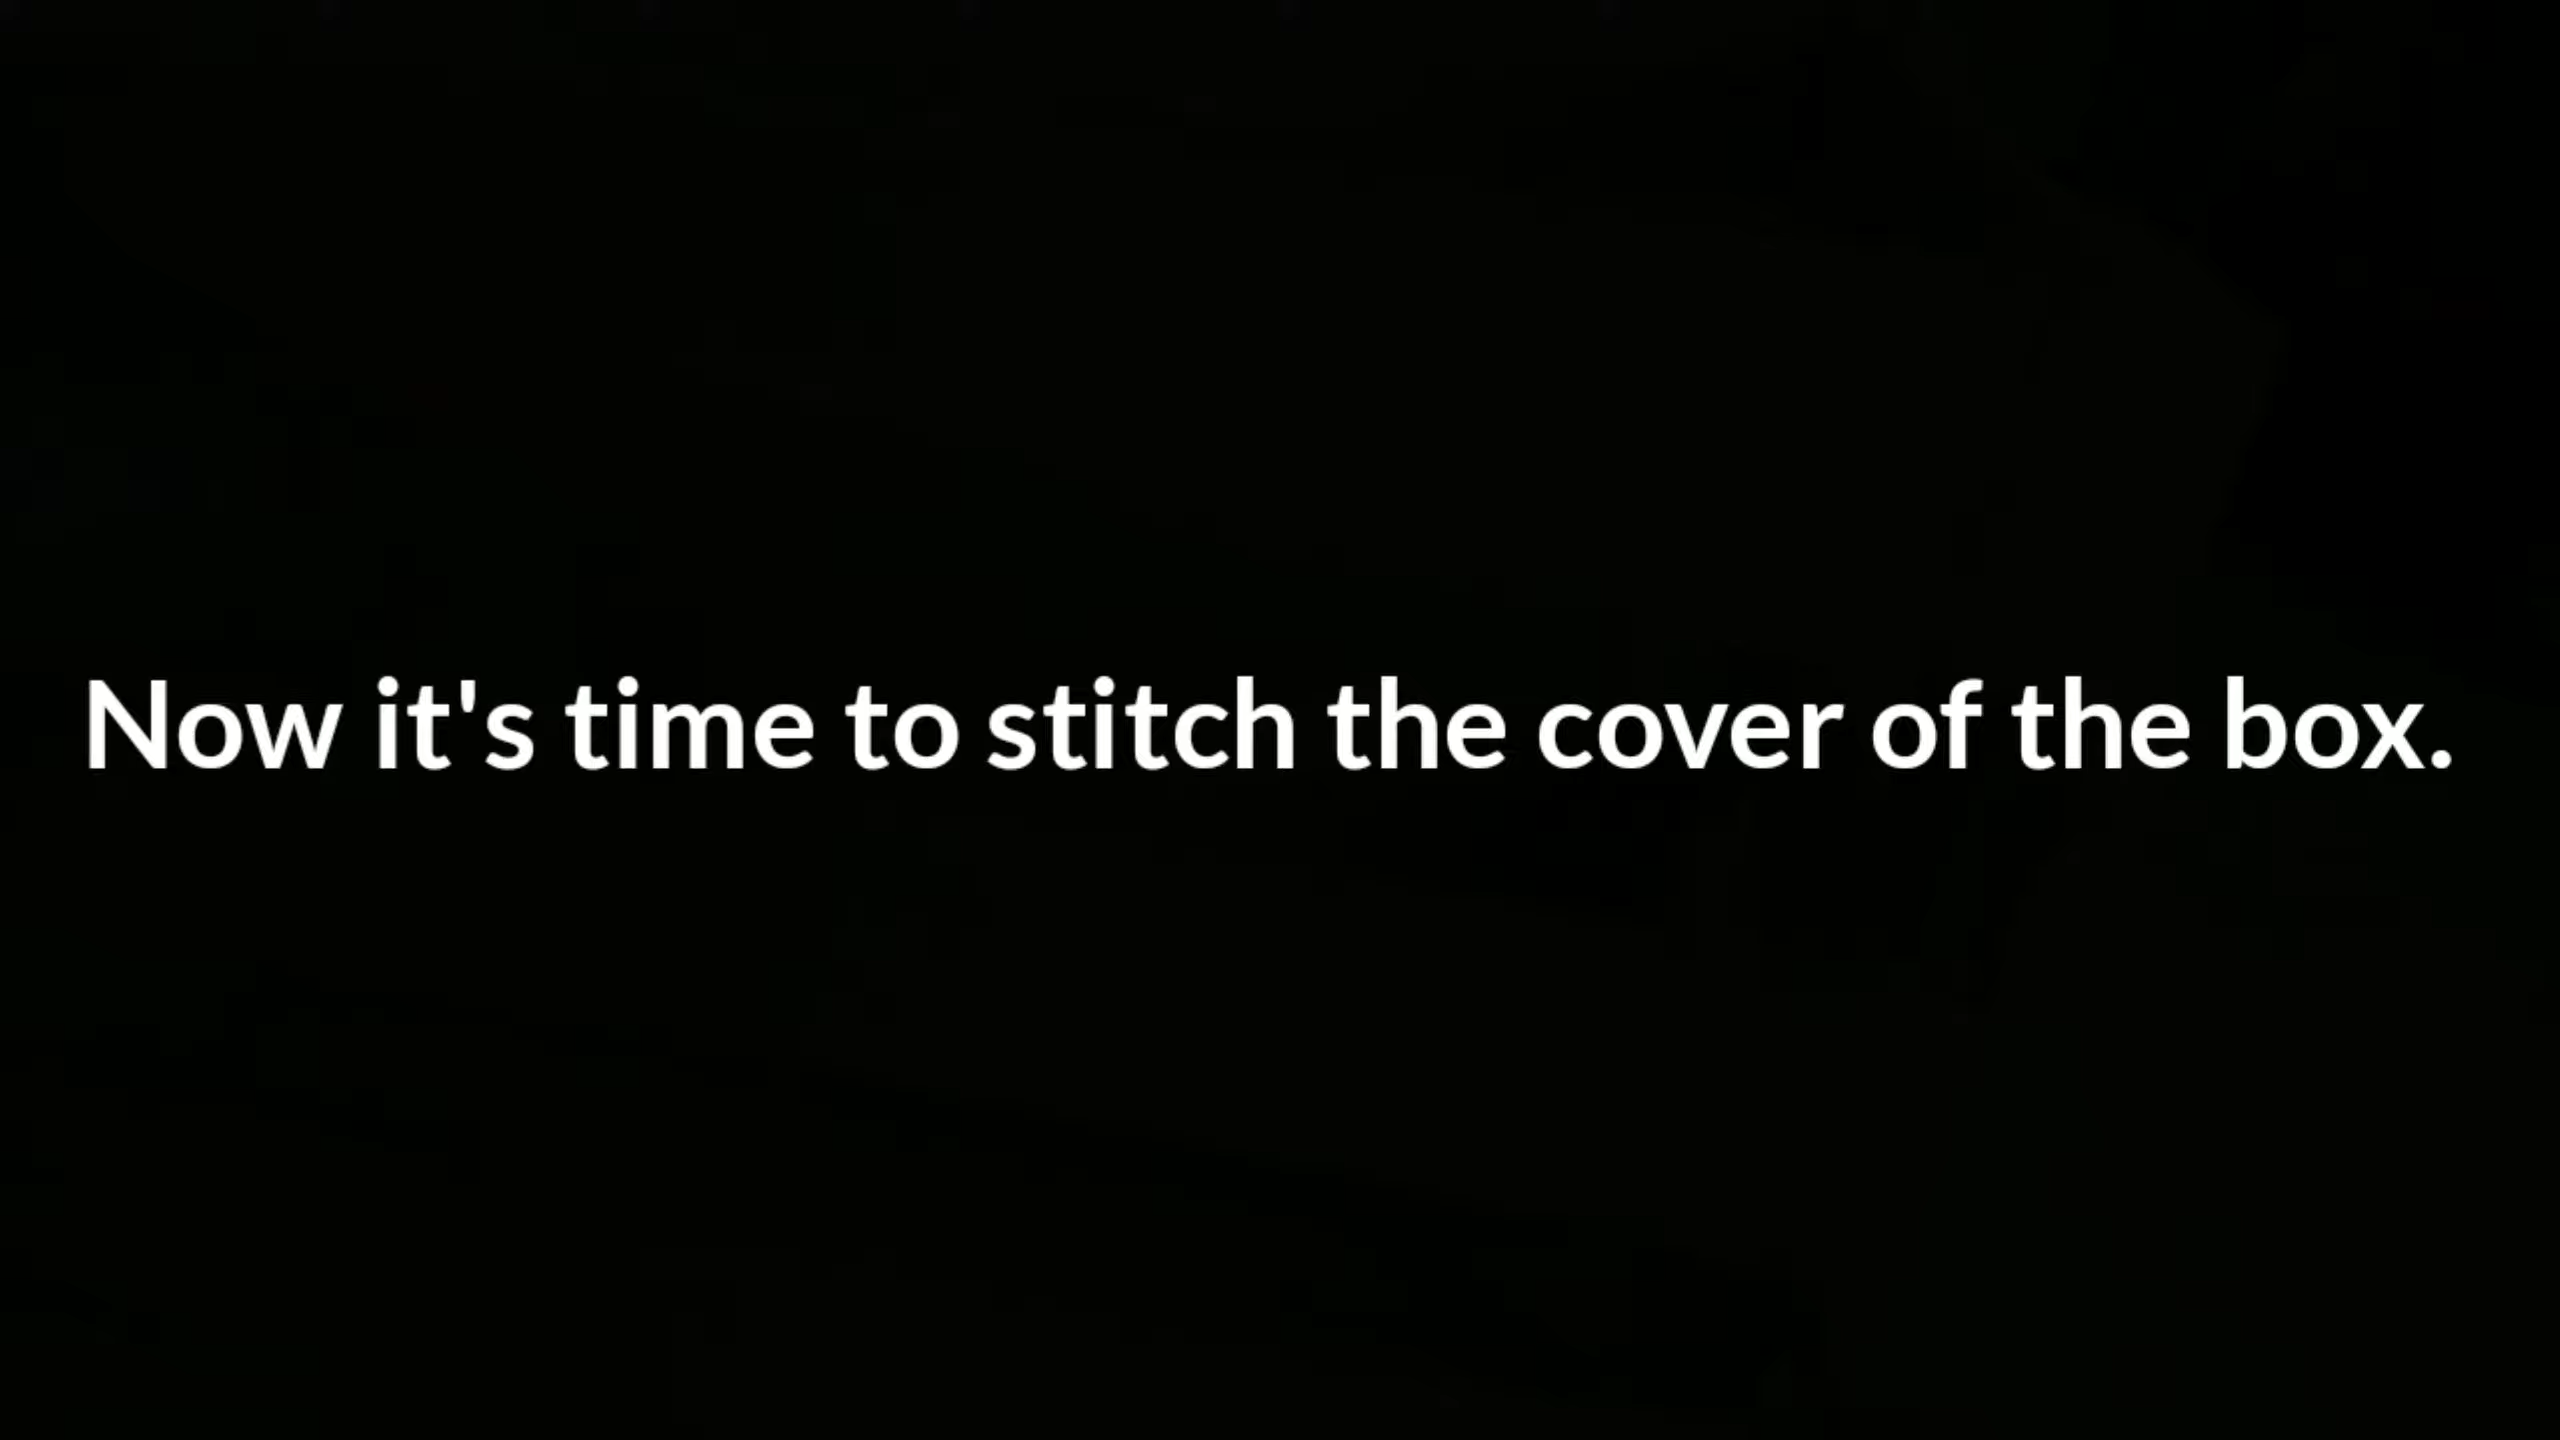 Now it's time to stitch the cover of the box.